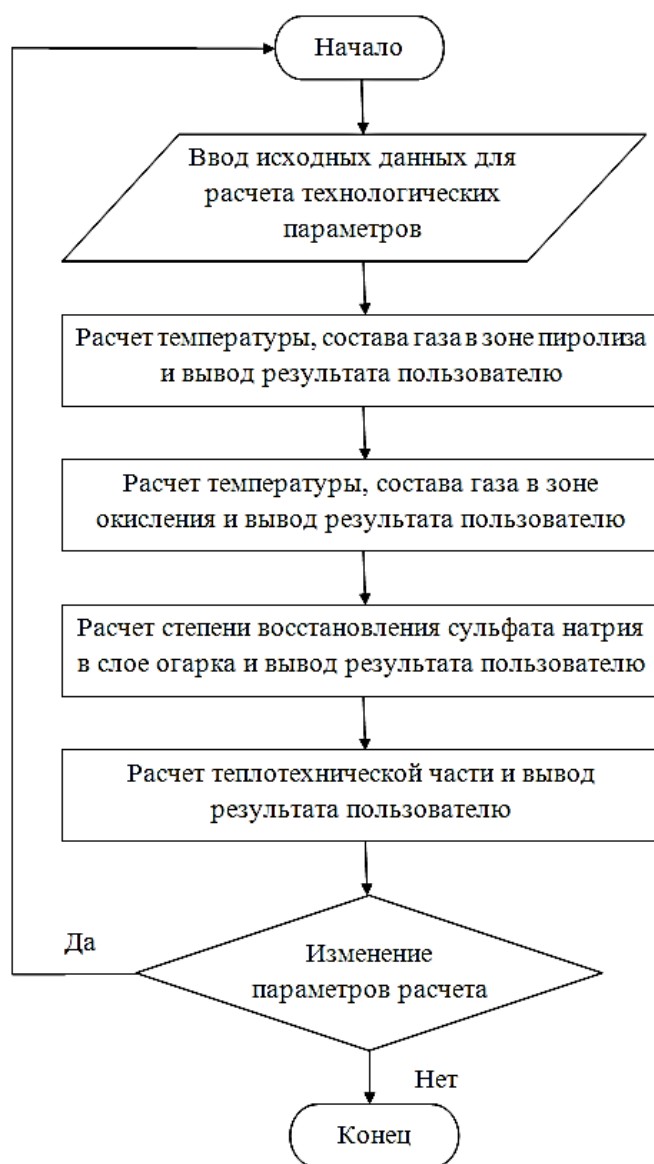 Начало
Ввод исходных данных для
расчета технологических
параметров
Расчет температуры, состава газа в зоне пиролиза
и вывод результата пользователю
Расчет температуры, состава газа в зоне
окисления и вывод результата пользователю
Расчет степени восстановления сульфата натрия
в слое огарка и вывод результата пользователю
Расчет теплотехнической части и вывод
результата пользователю
Да
Изменение
параметров расчета
Нет
Конец